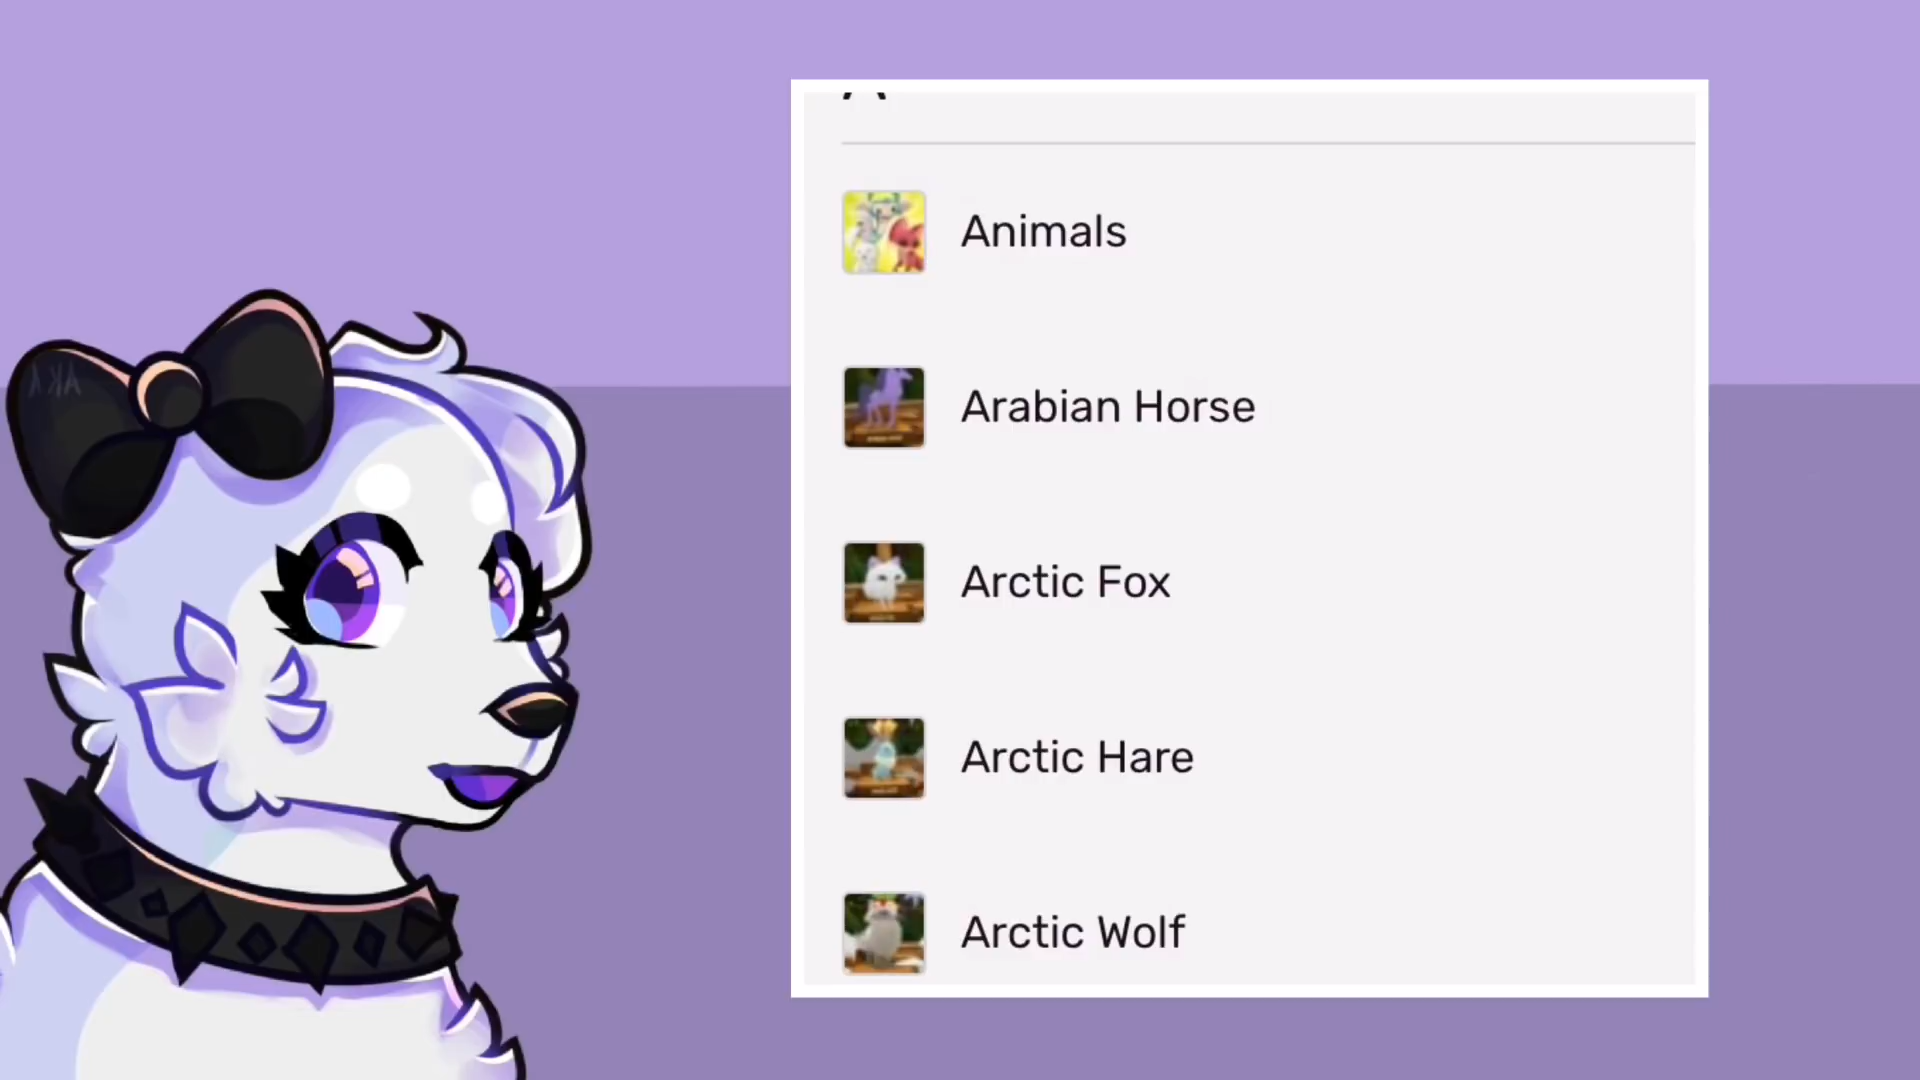 Animals
Arabian Horse
Arctic Fox
Arctic Hare
Arctic Wolf